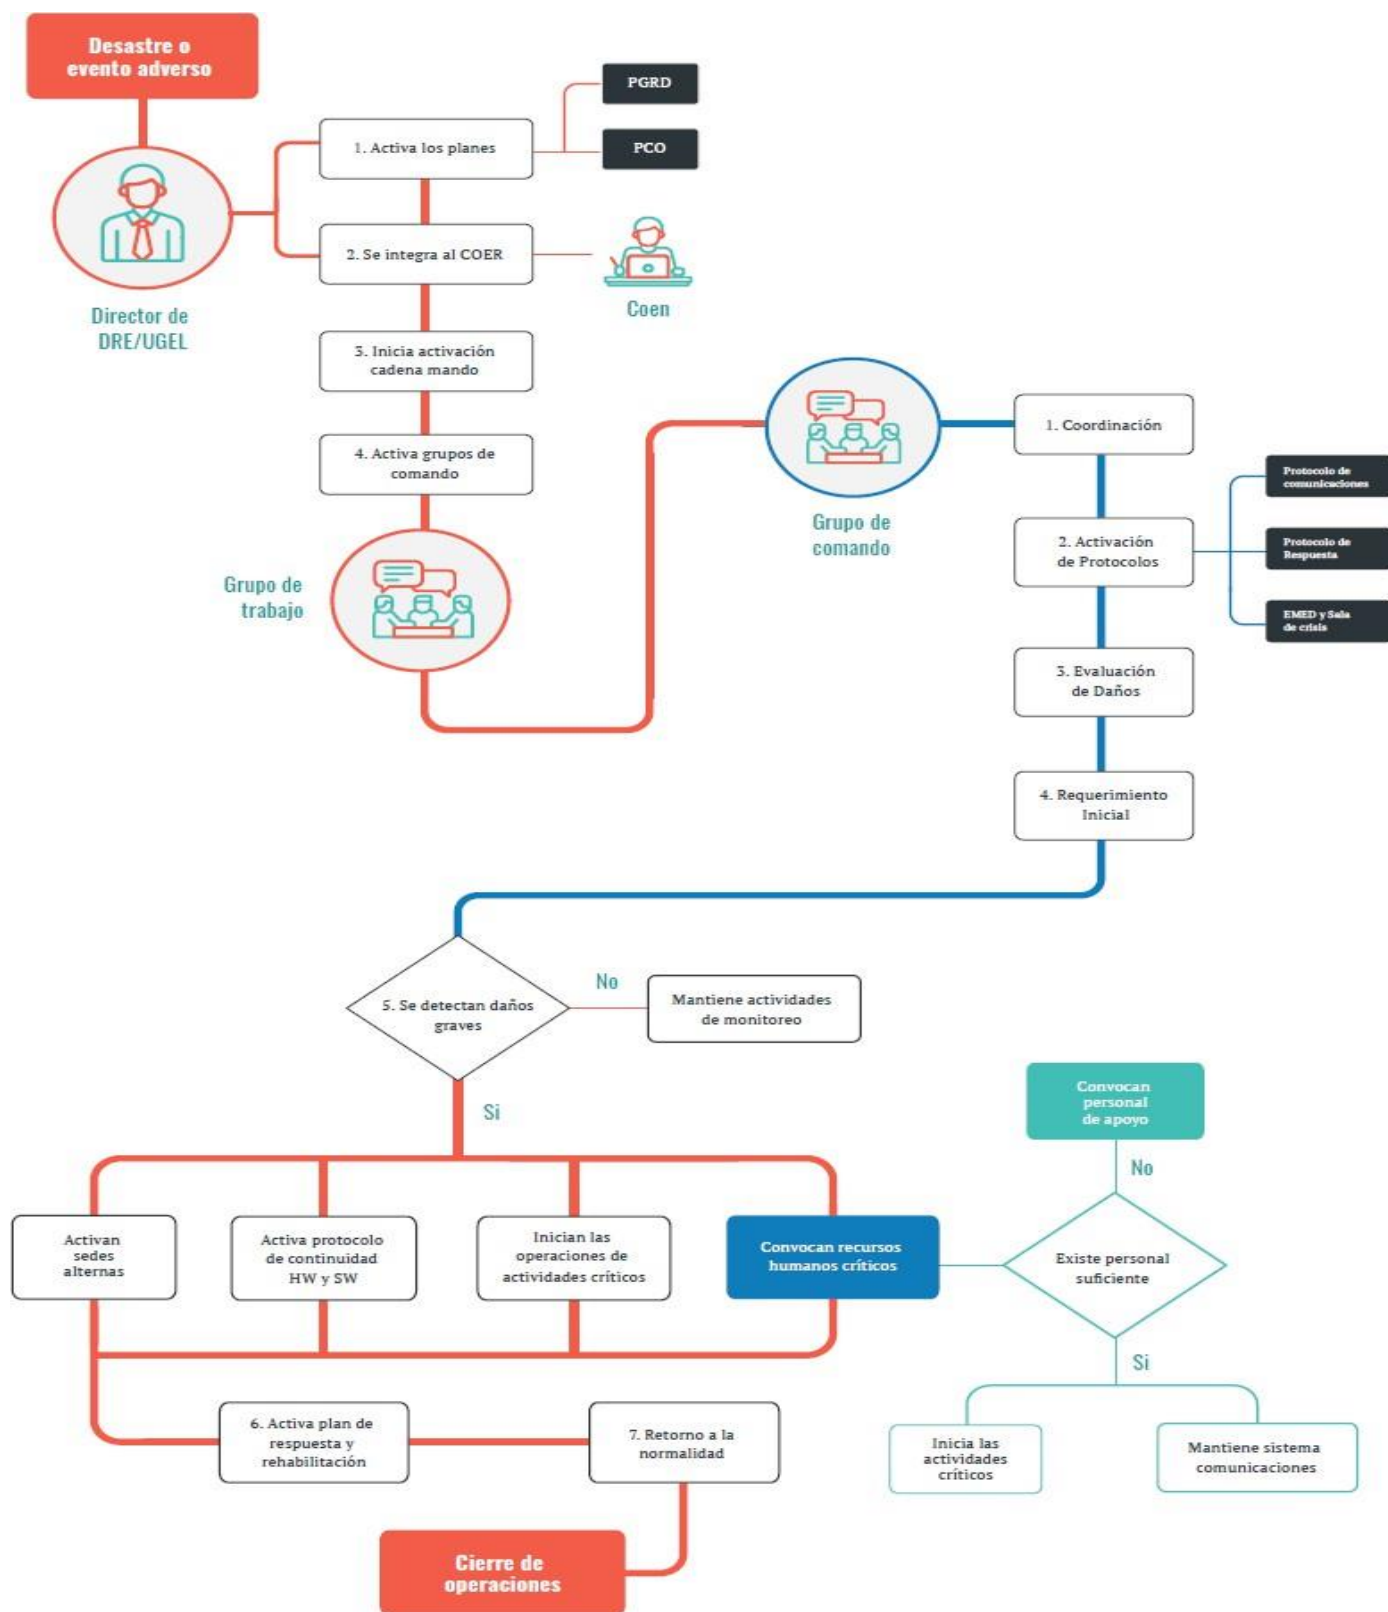 Desastre o
evento adverso
PGRD
1. Activa los planes
PCO
2. Se integra al COER
Coen
Director de
DRE/UGEL
3. Inicia activación
cadena mando
4. Activa grupos de
comando
Grupo de
trabajo
Grupo de
comando
1. Coordinación
Protocolo de
comunicaciones
2. Activación
de Protocolos
Protocolo de
Respuesta
EMED y Sala
de crisis
3. Evaluación
de Daños
4. Requerimiento
Inicial
5. Se detectan daños
graves
No
Mantiene actividades
de monitoreo
Si
Convocan
personal
de apoyo
No
Activan
sedes
alternas
Activa protocolo
de continuidad
HW y SW
Inician las
operaciones de
actividades críticos
Convocan recursos
humanos críticos
Existe personal
suficiente
Si
6. Activa plan de
respuesta y
rehabilitación
7. Retorno a la
normalidad
Inicia las
actividades
críticos
Mantiene sistema
comunicaciones
Cierre de
operaciones